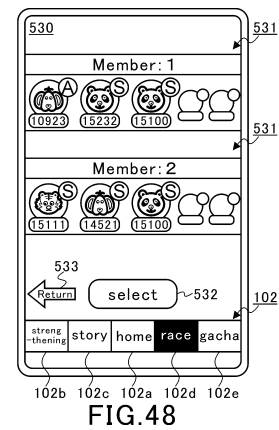 530
531
Member: 1
A S S
10923 15232 15100
531
Member: 2
S S S
15111 14521 15100
533
Return
select
532
102
streng
-thening
story
home
race
gacha
102b 102c 102a 102d 102e
FIG.48